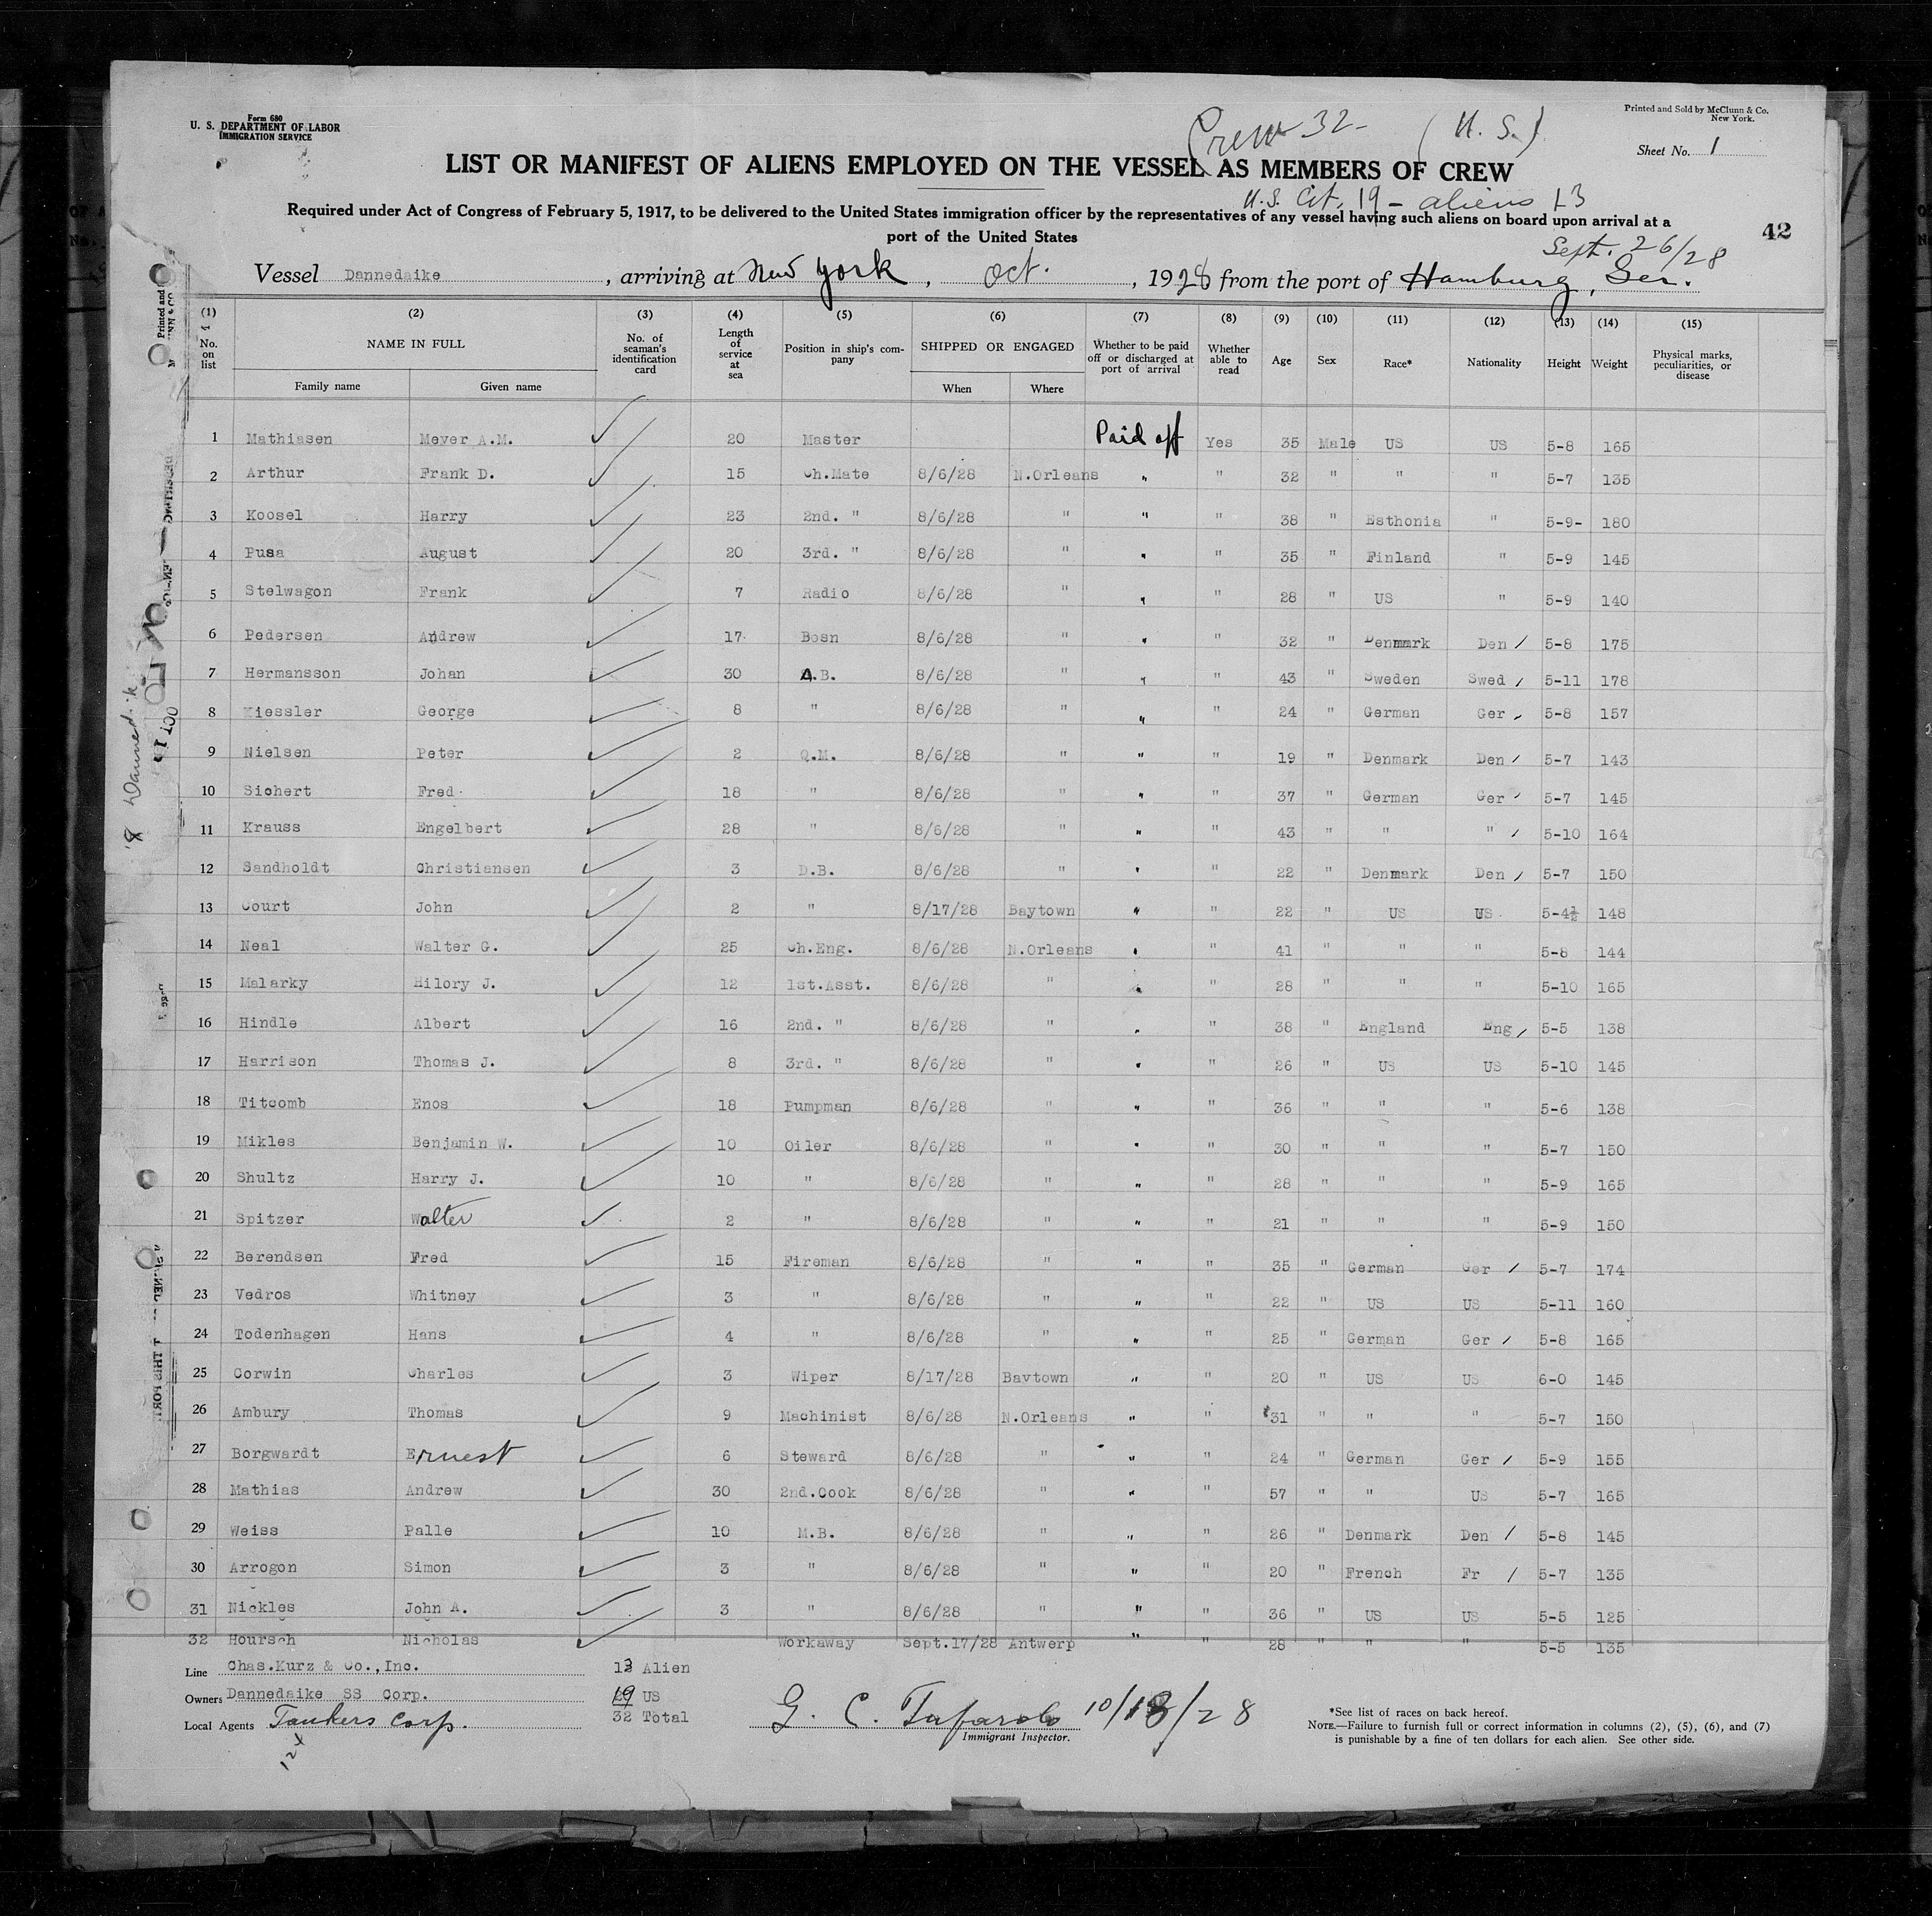 Form 680
U. S. DEPARTMENT OF LABOR
IMMIGRATION SERVICE
Printed and Sold by McClunn & Co.
New York.
Crew 32- (U. S.)
Sheet No. 1
LIST OR MANIFEST OF ALIENS EMPLOYED ON THE VESSEL AS MEMBERS OF CREW
U.S. Cit. 19 - aliens 13
Required under Act of Congress of February 5, 1917, to be delivered to the United States immigration officer by the representatives of any vessel having such aliens on board upon arrival at a
port of the United States
42
Sept. 26/28
Vessel Dannedaike , arriving at New York , Oct. , 1928 from the port of Hamburg, Ger.
(1) (2) (3) (4) (5) (6) (7) (8) (9) (10) (11) (12) (13) (14) (15)
No. on list NAME IN FULL Family name Given name No. of seaman's identification card Length of service at sea Position in ship's company SHIPPED OR ENGAGED When Where Whether to be paid off or discharged at port of arrival Whether able to read Age Sex Race* Nationality Height Weight Physical marks, peculiarities, or disease
1 Mathiasen Meyer A.M. 20 Master Paid off Yes 35 Male US US 5-8 165
2 Arthur Frank D. 15 Ch.Mate 8/6/28 N.Orleans " " 32 " " " 5-7 135
3 Koosel Harry 23 2nd. " 8/6/28 " " " 38 " Esthonia " 5-9- 180
4 Pusa August 20 3rd. " 8/6/28 " " " 35 " Finland " 5-9 145
5 Stelwagon Frank 7 Radio 8/6/28 " " " 28 " US " 5-9 140
6 Pedersen Andrew 17 Bosn 8/6/28 " " " 32 " Denmark Den / 5-8 175
7 Hermansson Johan 30 A.B. 8/6/28 " " " 43 " Sweden Swed / 5-11 178
8 Kiessler George 8 " 8/6/28 " " " 24 " German Ger / 5-8 157
9 Nielsen Peter 2 Q.M. 8/6/28 " " " 19 " Denmark Den / 5-7 143
10 Sichert Fred 18 " 8/6/28 " " " 37 " German Ger / 5-7 145
11 Krauss Engelbert 28 " 8/6/28 " " " 43 " " " / 5-10 164
12 Sandholdt Christiansen 3 D.B. 8/6/28 " " " 22 " Denmark Den / 5-7 150
13 Court John 2 " 8/17/28 Baytown " " 22 " US US 5-4½ 148
14 Neal Walter G. 25 Ch.Eng. 8/6/28 N.Orleans " " 41 " " " 5-8 144
15 Malarky Hilory J. 12 1st.Asst. 8/6/28 " " " 28 " " " 5-10 165
16 Hindle Albert 16 2nd. " 8/6/28 " " " 38 " England Eng / 5-5 138
17 Harrison Thomas J. 8 3rd. " 8/6/28 " " " 26 " US US 5-10 145
18 Titcomb Enos 18 Pumpman 8/6/28 " " " 36 " " " 5-6 138
19 Mikles Benjamin W. 10 Oiler 8/6/28 " " " 30 " " " 5-7 150
20 Shultz Harry J. 10 " 8/6/28 " " " 28 " " " 5-9 165
21 Spitzer Walter 2 " 8/6/28 " " " 21 " " " 5-9 150
22 Berendsen Fred 15 Fireman 8/6/28 " " " 35 " German Ger / 5-7 174
23 Vedros Whitney 3 " 8/6/28 " " " 22 " US US 5-11 160
24 Todenhagen Hans 4 " 8/6/28 " " " 25 " German Ger / 5-8 165
25 Corwin Charles 3 Wiper 8/17/28 Baytown " " 20 " US US 6-0 145
26 Ambury Thomas 9 Machinist 8/6/28 N.Orleans " " 31 " " " 5-7 150
27 Borgwardt Ernest 6 Steward 8/6/28 " " " 24 " German Ger / 5-9 155
28 Mathias Andrew 30 2nd.Cook 8/6/28 " " " 57 " " US 5-7 165
29 Weiss Palle 10 M.B. 8/6/28 " " " 26 " Denmark Den / 5-8 145
30 Arrogon Simon 3 " 8/6/28 " " " 20 " French Fr / 5-7 135
31 Nickles John A. 3 " 8/6/28 " " " 36 " US US 5-5 125
32 Hoursch Nicholas Workaway Sept.17/28 Antwerp " " 28 " " " 5-5 135
Line Chas.Kurz & Co.,Inc. 13 Alien
Owners Dannedaike SS Corp. 19 US
Local Agents Tankers Corp. 32 Total
10/13/28
Immigrant Inspector.
*See list of races on back hereof.
NOTE.—Failure to furnish full or correct information in columns (2), (5), (6), and (7)
is punishable by a fine of ten dollars for each alien. See other side.